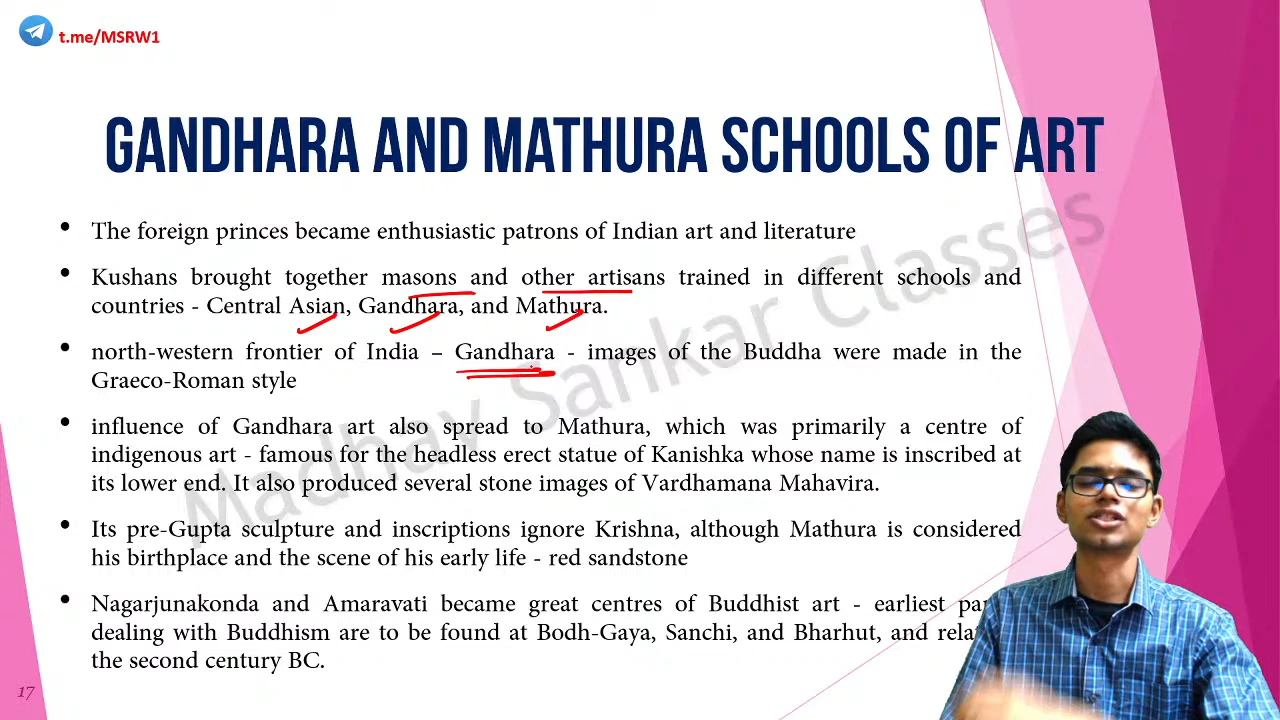 t.me/MSRW1
GANDHARA AND MATHURA SCHOOLS OF ART
• The foreign princes became enthusiastic patrons of Indian art and literature
• Kushans brought together masons and other artisans trained in different schools and
countries - Central Asian, Gandhara, and Mathura.
• north-western frontier of India – Gandhara - images of the Buddha were made in the
Graeco-Roman style
• influence of Gandhara art also spread to Mathura, which was primarily a centre of
indigenous art - famous for the headless erect statue of Kanishka whose name is inscribed at
its lower end. It also produced several stone images of Vardhamana Mahavira.
• Its pre-Gupta sculpture and inscriptions ignore Krishna, although Mathura is considered
his birthplace and the scene of his early life - red sandstone
• Nagarjunakonda and Amaravati became great centres of Buddhist art - earliest
dealing with Buddhism are to be found at Bodh-Gaya, Sanchi, and Bharhut, and
the second century BC.
Madhav Sankar Classes
17